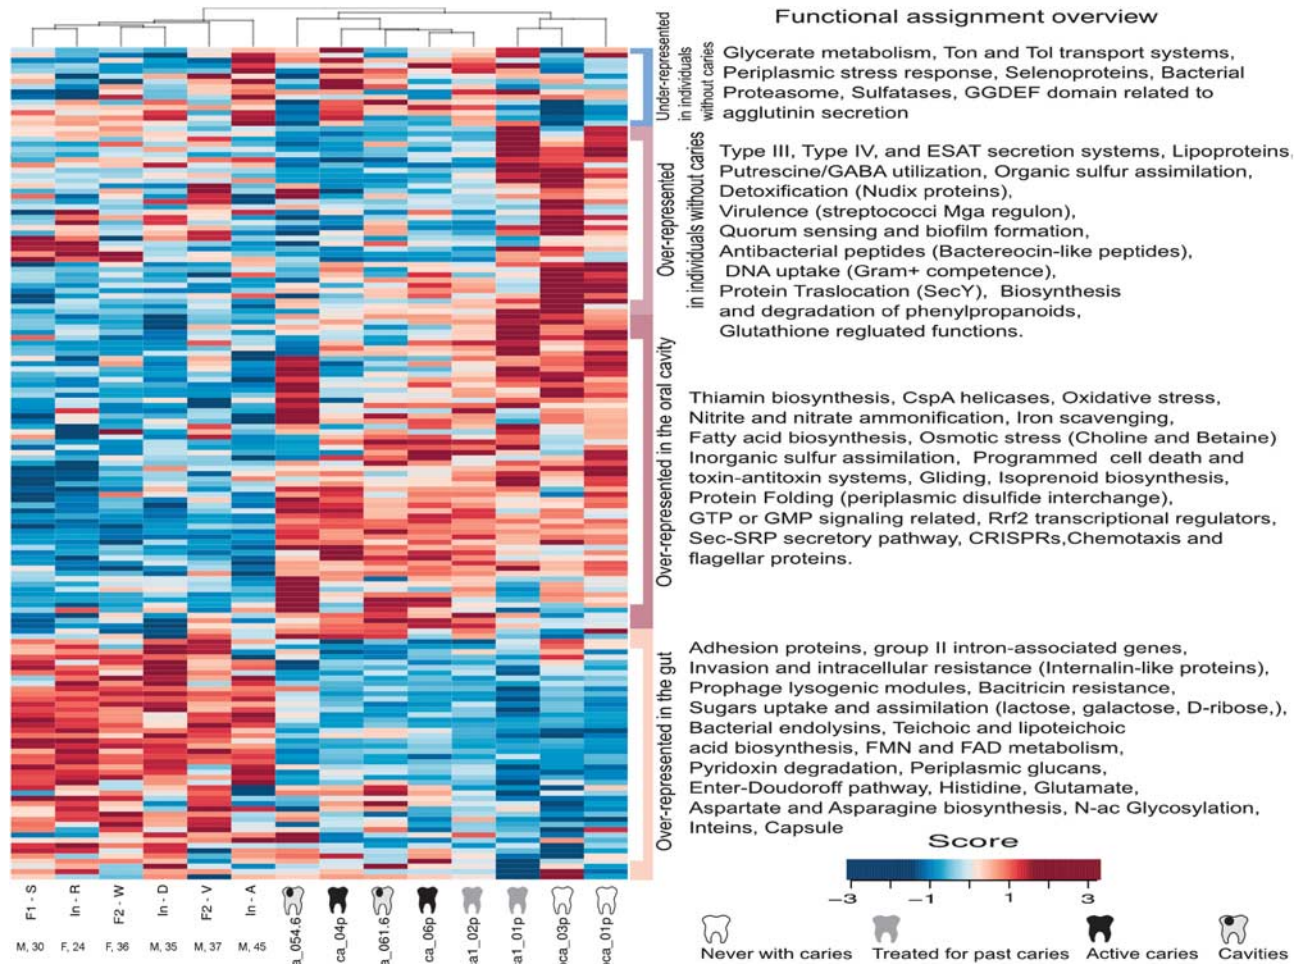 Functional assignment overview
Under-represented
in individuals
without caries
Glycerate metabolism, Ton and Tol transport systems,
Periplasmic stress response, Selenoproteins, Bacterial
Proteasome, Sulfatases, GGDEF domain related to
agglutinin secretion
Over-represented
in individuals without caries
Type III, Type IV, and ESAT secretion systems, Lipoproteins,
Putrescine/GABA utilization, Organic sulfur assimilation,
Detoxification (Nudix proteins),
Virulence (streptococci Mga regulon),
Quorum sensing and biofilm formation,
Antibacterial peptides (Bactereocin-like peptides),
DNA uptake (Gram+ competence),
Protein Traslocation (SecY), Biosynthesis
and degradation of phenylpropanoids,
Glutathione regluated functions.
Over-represented in the oral cavity
Thiamin biosynthesis, CspA helicases, Oxidative stress,
Nitrite and nitrate ammonification, Iron scavenging,
Fatty acid biosynthesis, Osmotic stress (Choline and Betaine)
Inorganic sulfur assimilation, Programmed cell death and
toxin-antitoxin systems, Gliding, Isoprenoid biosynthesis,
Protein Folding (periplasmic disulfide interchange),
GTP or GMP signaling related, Rrf2 transcriptional regulators,
Sec-SRP secretory pathway, CRISPRs,Chemotaxis and
flagellar proteins.
Over-represented in the gut
Adhesion proteins, group II intron-associated genes,
Invasion and intracellular resistance (Internalin-like proteins),
Prophage lysogenic modules, Bacitricin resistance,
Sugars uptake and assimilation (lactose, galactose, D-ribose,),
Bacterial endolysins, Teichoic and lipoteichoic
acid biosynthesis, FMN and FAD metabolism,
Pyridoxin degradation, Periplasmic glucans,
Enter-Doudoroff pathway, Histidine, Glutamate,
Aspartate and Asparagine biosynthesis, N-ac Glycosylation,
Inteins, Capsule
Score
−3 −1 1 3
Never with caries Treated for past caries Active caries Cavities
F1 - S In - R F2 - W In - D F2 - V In - A a_054.6 ca_04p a_061.6 ca_06p a1_02p a1_01p oca_03p oca_01p
M, 30 F, 24 F, 36 M, 35 M, 37 M, 45